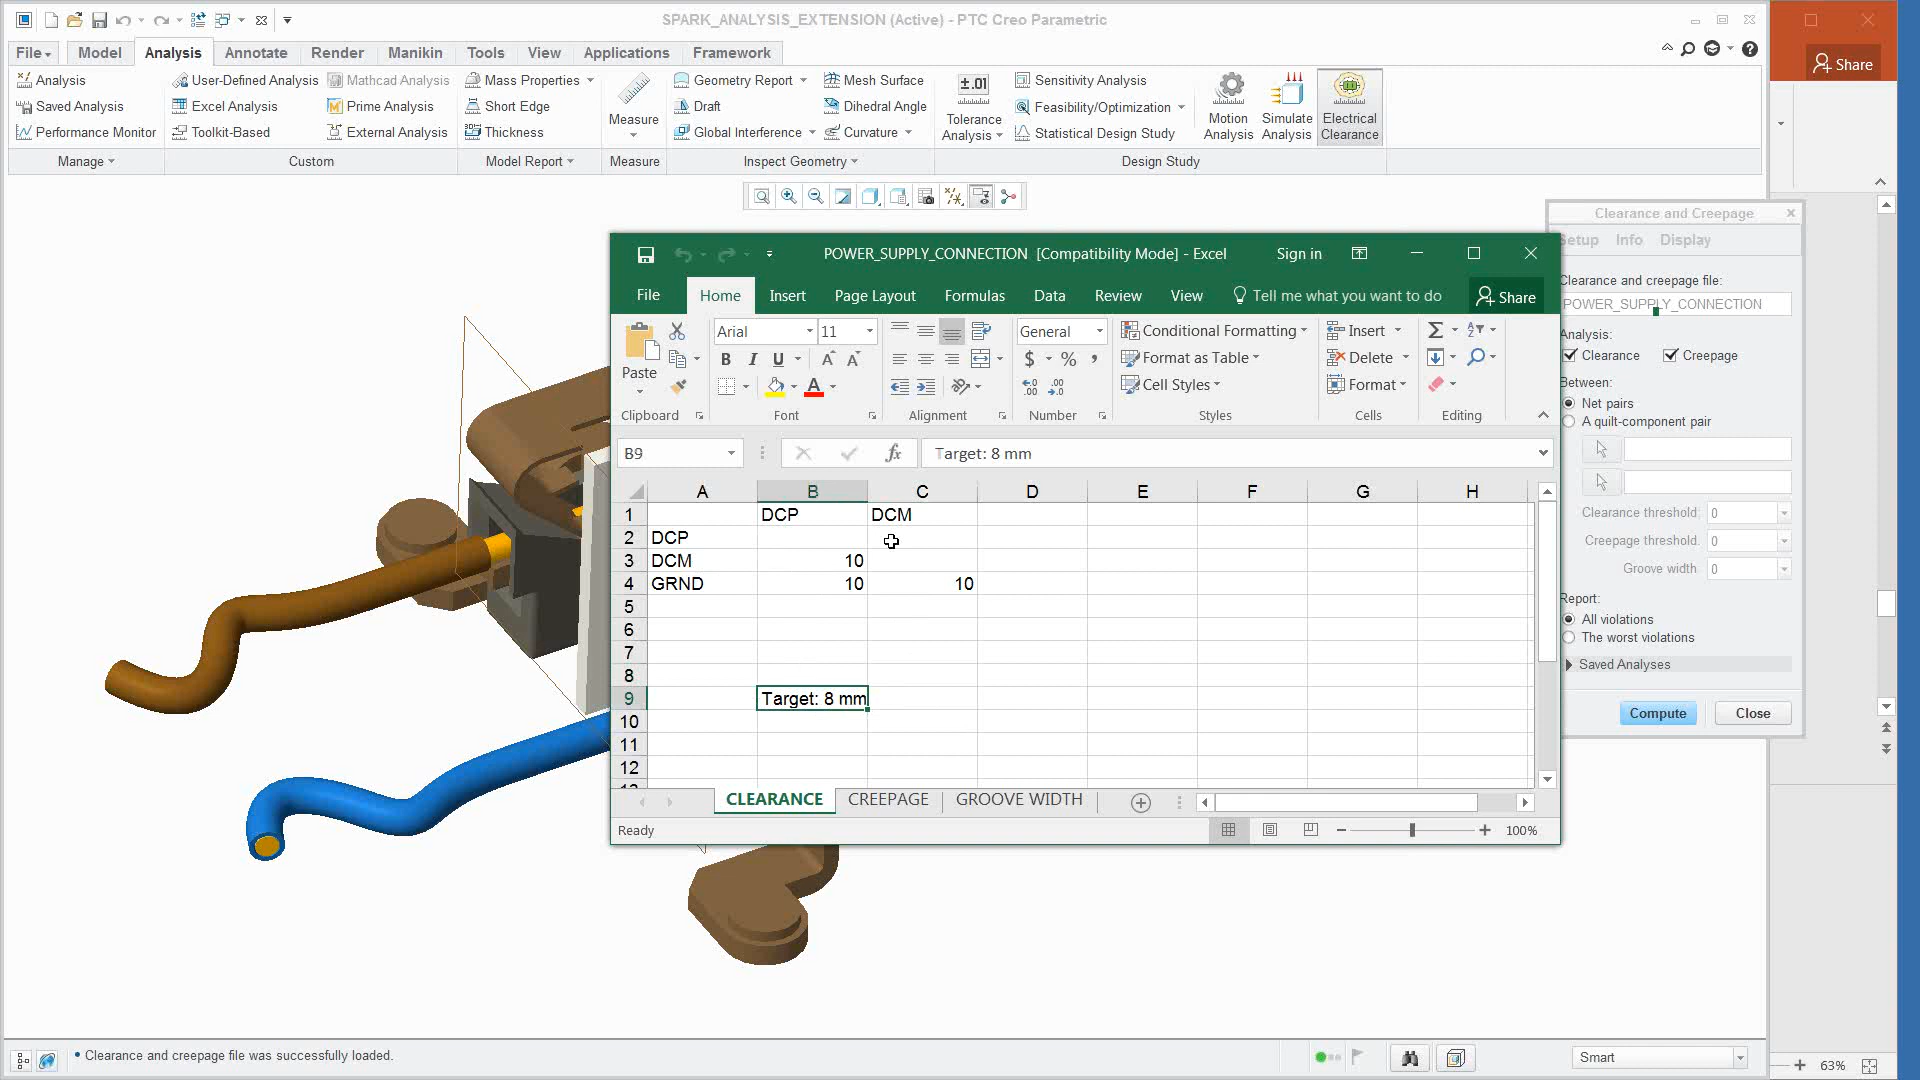 SPARK_ANALYSIS_EXTENSION (Active) - PTC Creo Parametric
File Model Analysis Annotate Render Manikin Tools View Applications Framework
Share
Analysis
Saved Analysis
Performance Monitor
Manage
User-Defined Analysis
Excel Analysis
Toolkit-Based
Mathcad Analysis
Prime Analysis
External Analysis
Custom
Mass Properties
Short Edge
Thickness
Model Report
Measure
Measure
Geometry Report
Draft
Global Interference
Mesh Surface
Dihedral Angle
Curvature
Inspect Geometry
±.01
Tolerance
Analysis
Sensitivity Analysis
Feasibility/Optimization
Statistical Design Study
Motion
Analysis
Simulate
Analysis
Electrical
Clearance
Design Study
POWER_SUPPLY_CONNECTION [Compatibility Mode] - Excel
Sign in
File Home Insert Page Layout Formulas Data Review View Tell me what you want to do Share
Paste
Clipboard
Arial 11
B I U A A
A
Font
Alignment
General
$ % ,
Number
Conditional Formatting
Format as Table
Cell Styles
Styles
Insert
Delete
Format
Cells
Editing
B9 fx Target: 8 mm
A B C D E F G H
1 DCP DCM
2 DCP
3 DCM 10
4 GRND 10 10
5
6
7
8
9 Target: 8 mm
10
11
12
CLEARANCE CREEPAGE GROOVE WIDTH
Ready 100%
Clearance and Creepage
Setup Info Display
Clearance and creepage file:
POWER_SUPPLY_CONNECTION
Analysis:
Clearance Creepage
Between:
Net pairs
A quilt-component pair
Clearance threshold: 0
Creepage threshold: 0
Groove width 0
Report:
All violations
The worst violations
Saved Analyses
Compute Close
Clearance and creepage file was successfully loaded.
Smart
63%